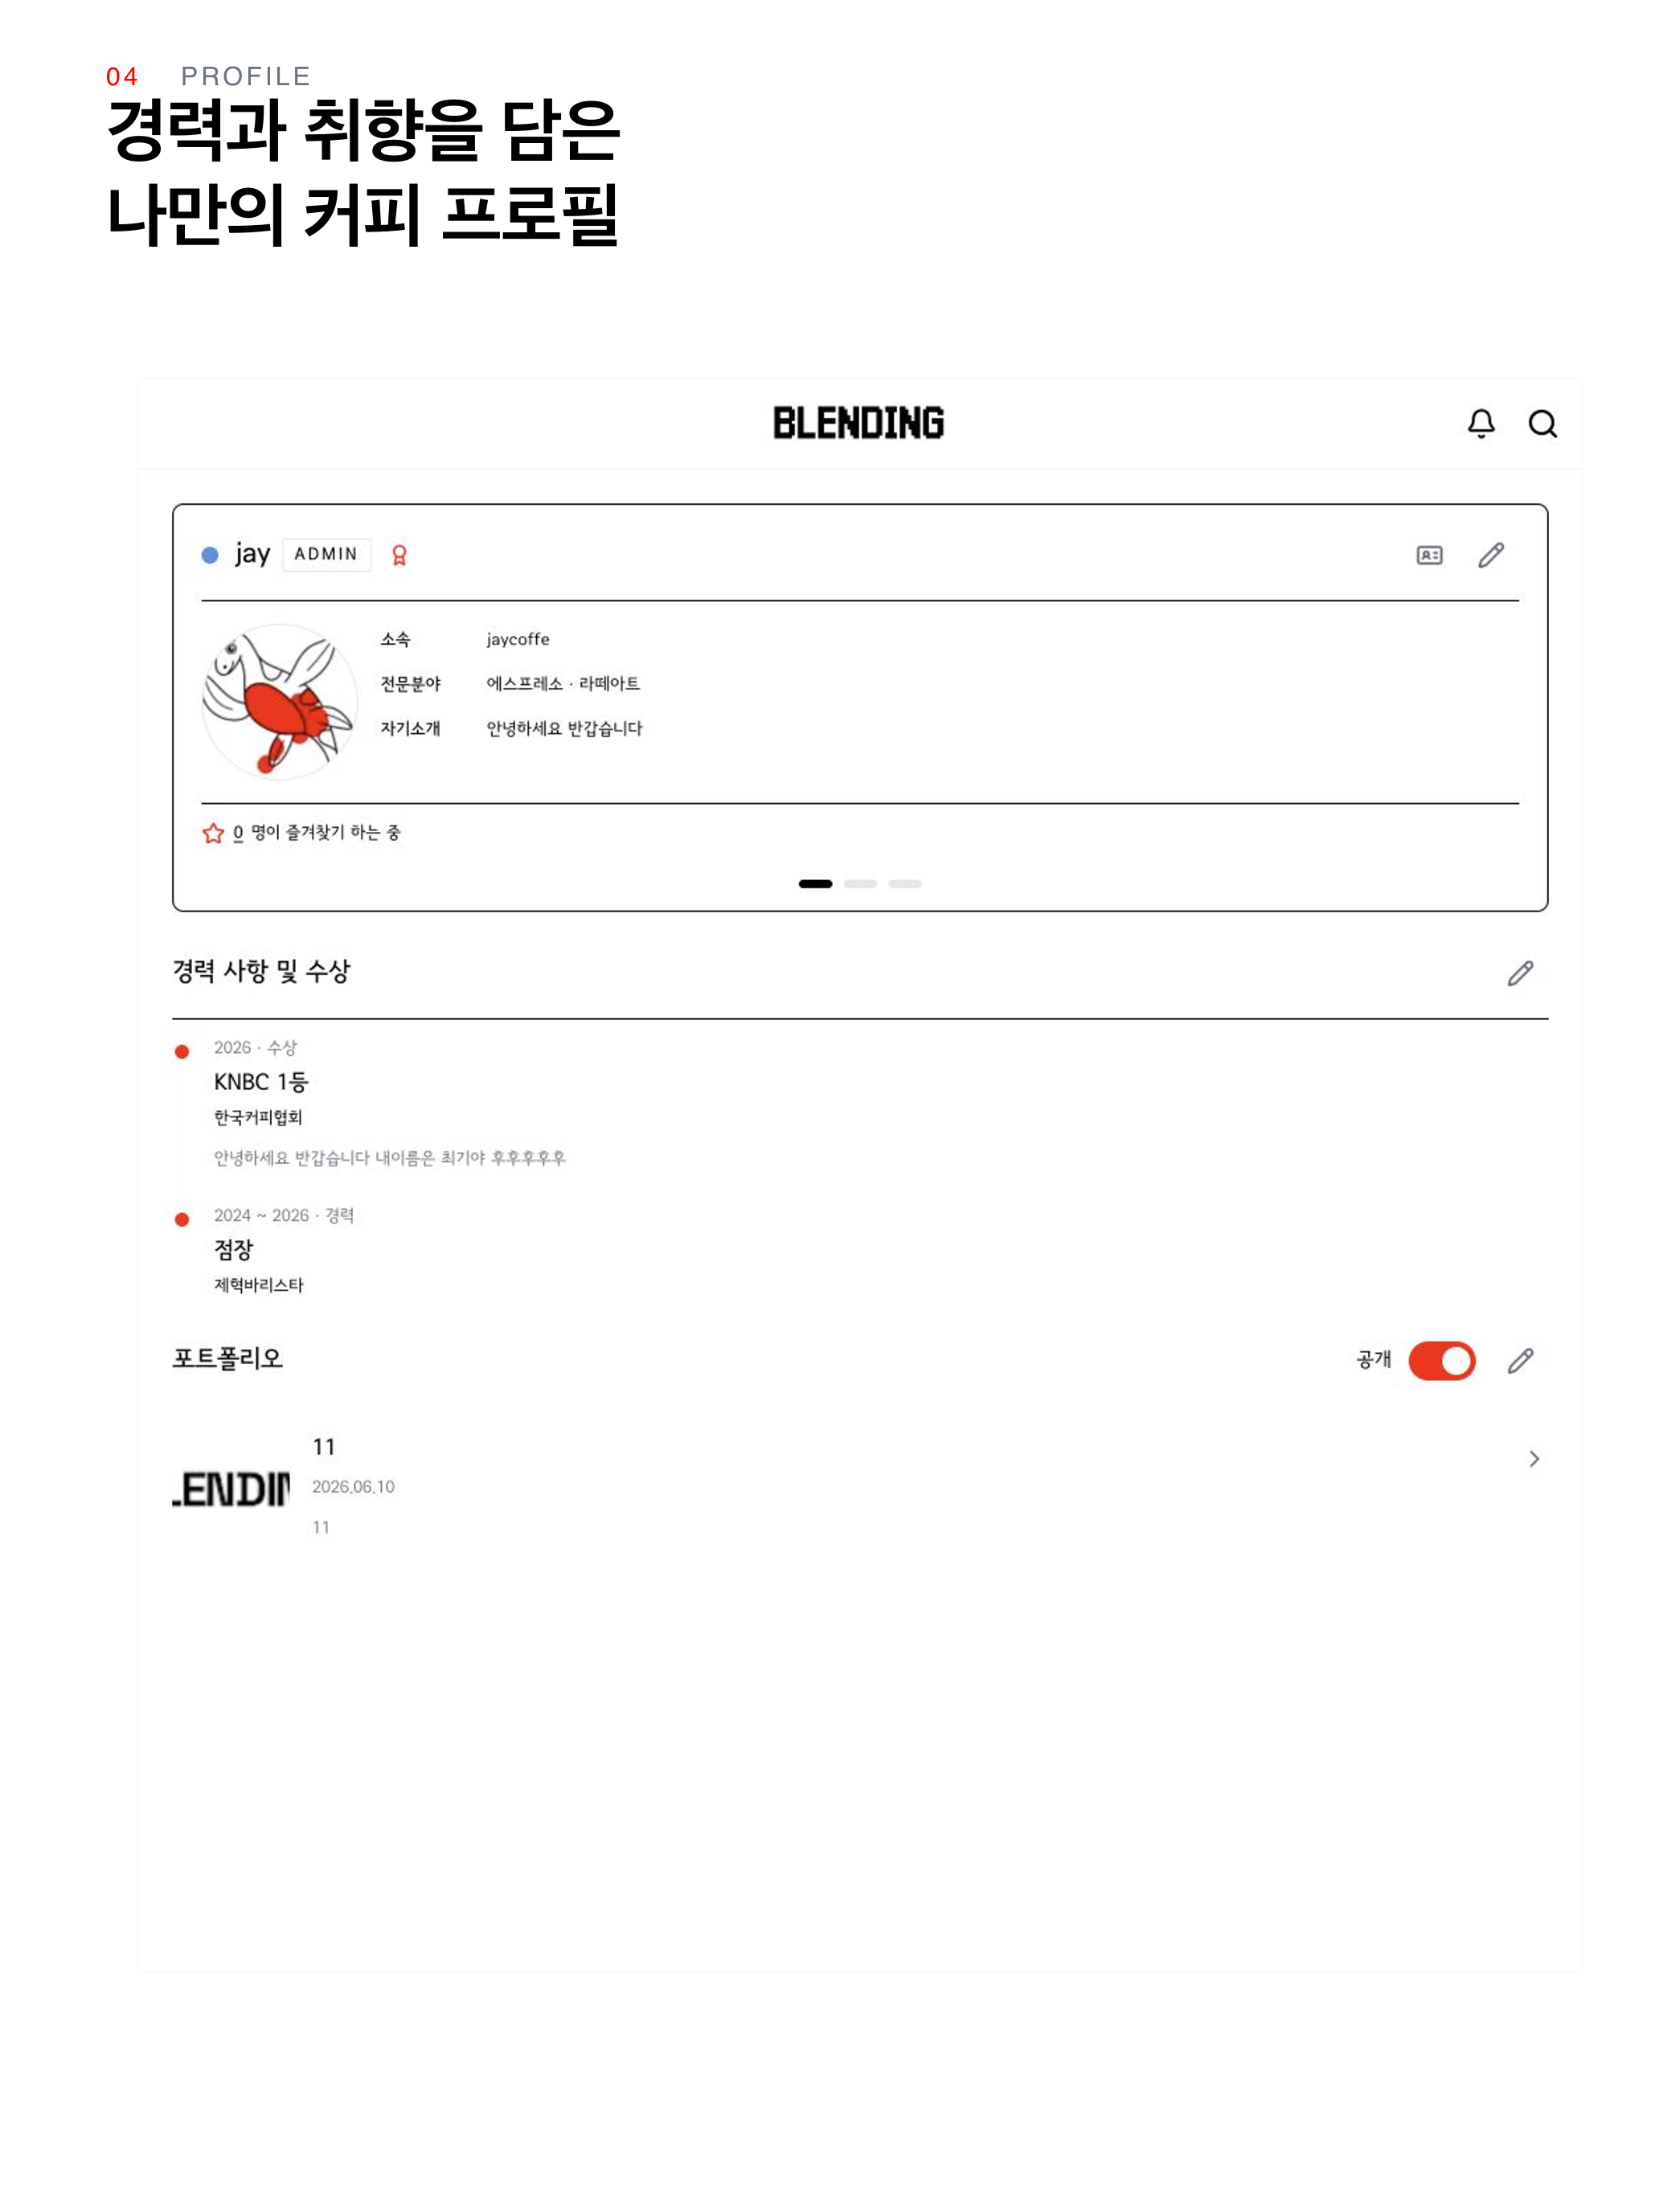 04 PROFILE
경력과 취향을 담은
나만의 커피 프로필
BLENDING
jay ADMIN
소속 jaycoffe
전문분야 에스프레소 · 라떼아트
자기소개 안녕하세요 반갑습니다
0 명이 즐겨찾기 하는 중
경력 사항 및 수상
2026 · 수상
KNBC 1등
한국커피협회
안녕하세요 반갑습니다 내이름은 최기야 후후후후후
2024 ~ 2026 · 경력
점장
제혁바리스타
포트폴리오 공개
11
LENDIN
2026.06.10
11